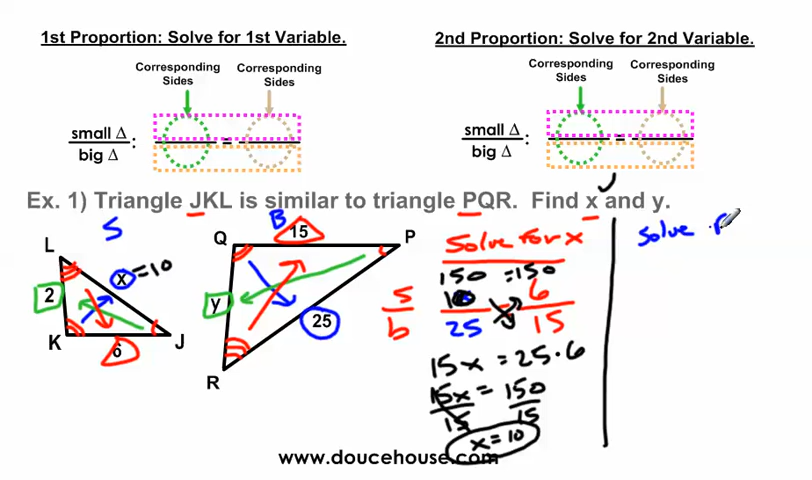 1st Proportion: Solve for 1st Variable.
Corresponding Sides
Corresponding Sides
small Δ
big Δ :
=
2nd Proportion: Solve for 2nd Variable.
Corresponding Sides
Corresponding Sides
small Δ
big Δ :
=
Ex. 1) Triangle JKL is similar to triangle PQR. Find x and y.
S
L
x =10
2
K
6
J
B
Q
15
P
y
25
R
Solve for x
150 =150
s 10 6
b 25 15
15x = 25·6
15x = 150
15 15
x = 10
Solve
www.doucehouse.com